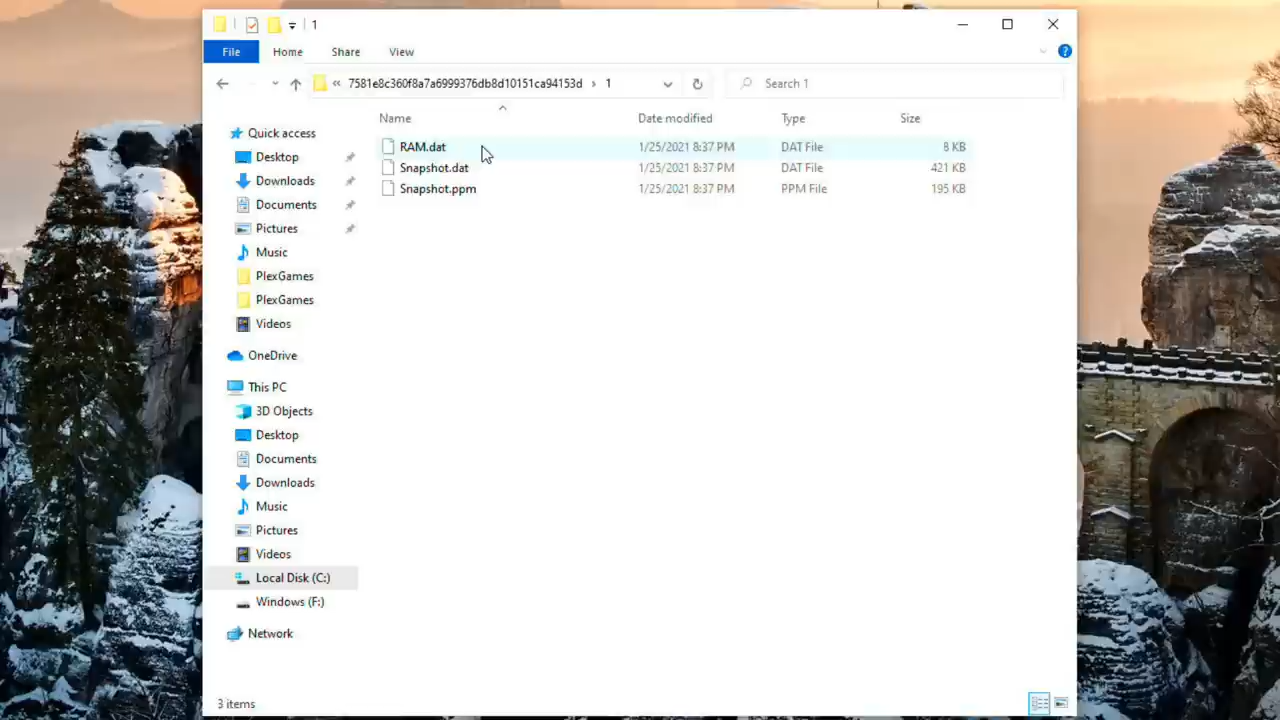 1
File Home Share View
« 7581e8c360f8a7a6999376db8d10151ca94153d › 1 Search 1
Name Date modified Type Size
RAM.dat 1/25/2021 8:37 PM DAT File 8 KB
Snapshot.dat 1/25/2021 8:37 PM DAT File 421 KB
Snapshot.ppm 1/25/2021 8:37 PM PPM File 195 KB
Quick access
Desktop
Downloads
Documents
Pictures
Music
PlexGames
PlexGames
Videos
OneDrive
This PC
3D Objects
Desktop
Documents
Downloads
Music
Pictures
Videos
Local Disk (C:)
Windows (F:)
Network
3 items